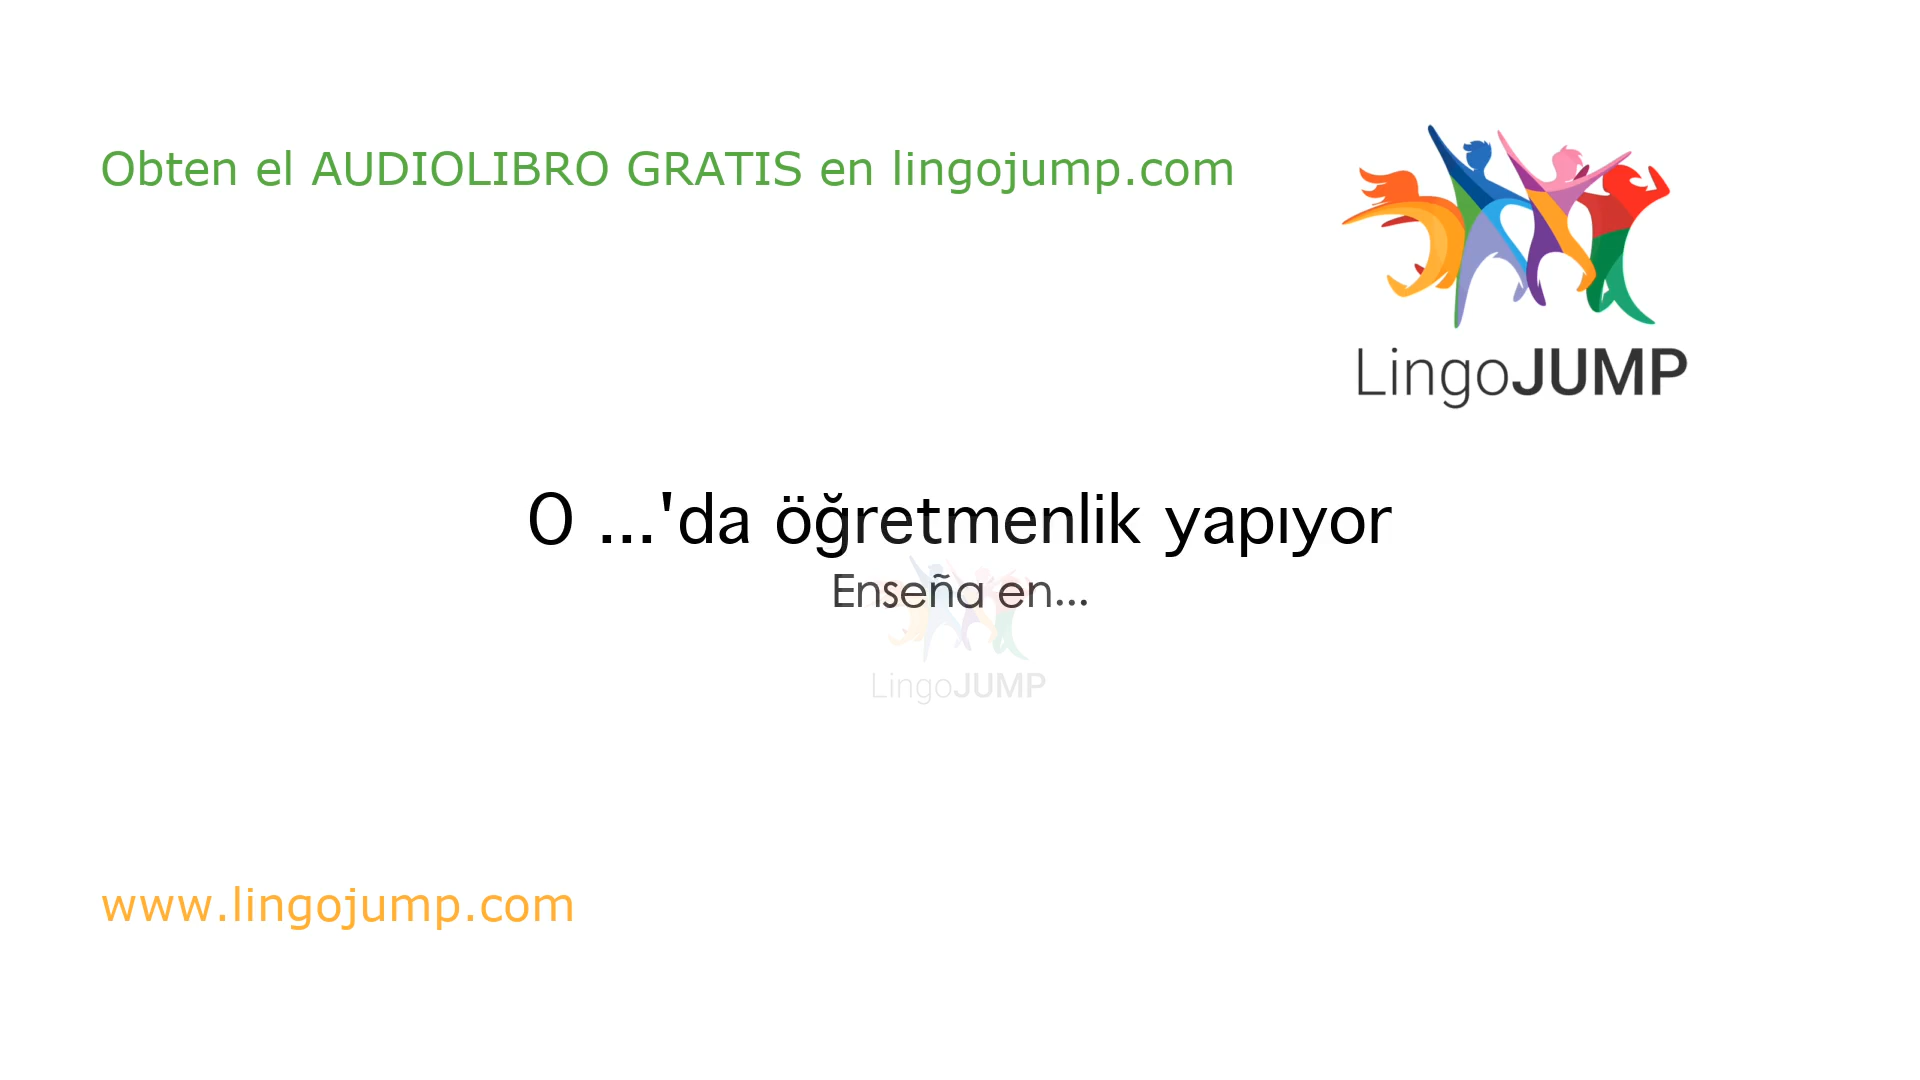 Obten el AUDIOLIBRO GRATIS en lingojump.com
LingoJUMP
O ...'da öğretmenlik yapıyor
Enseña en...
LingoJUMP
www.lingojump.com